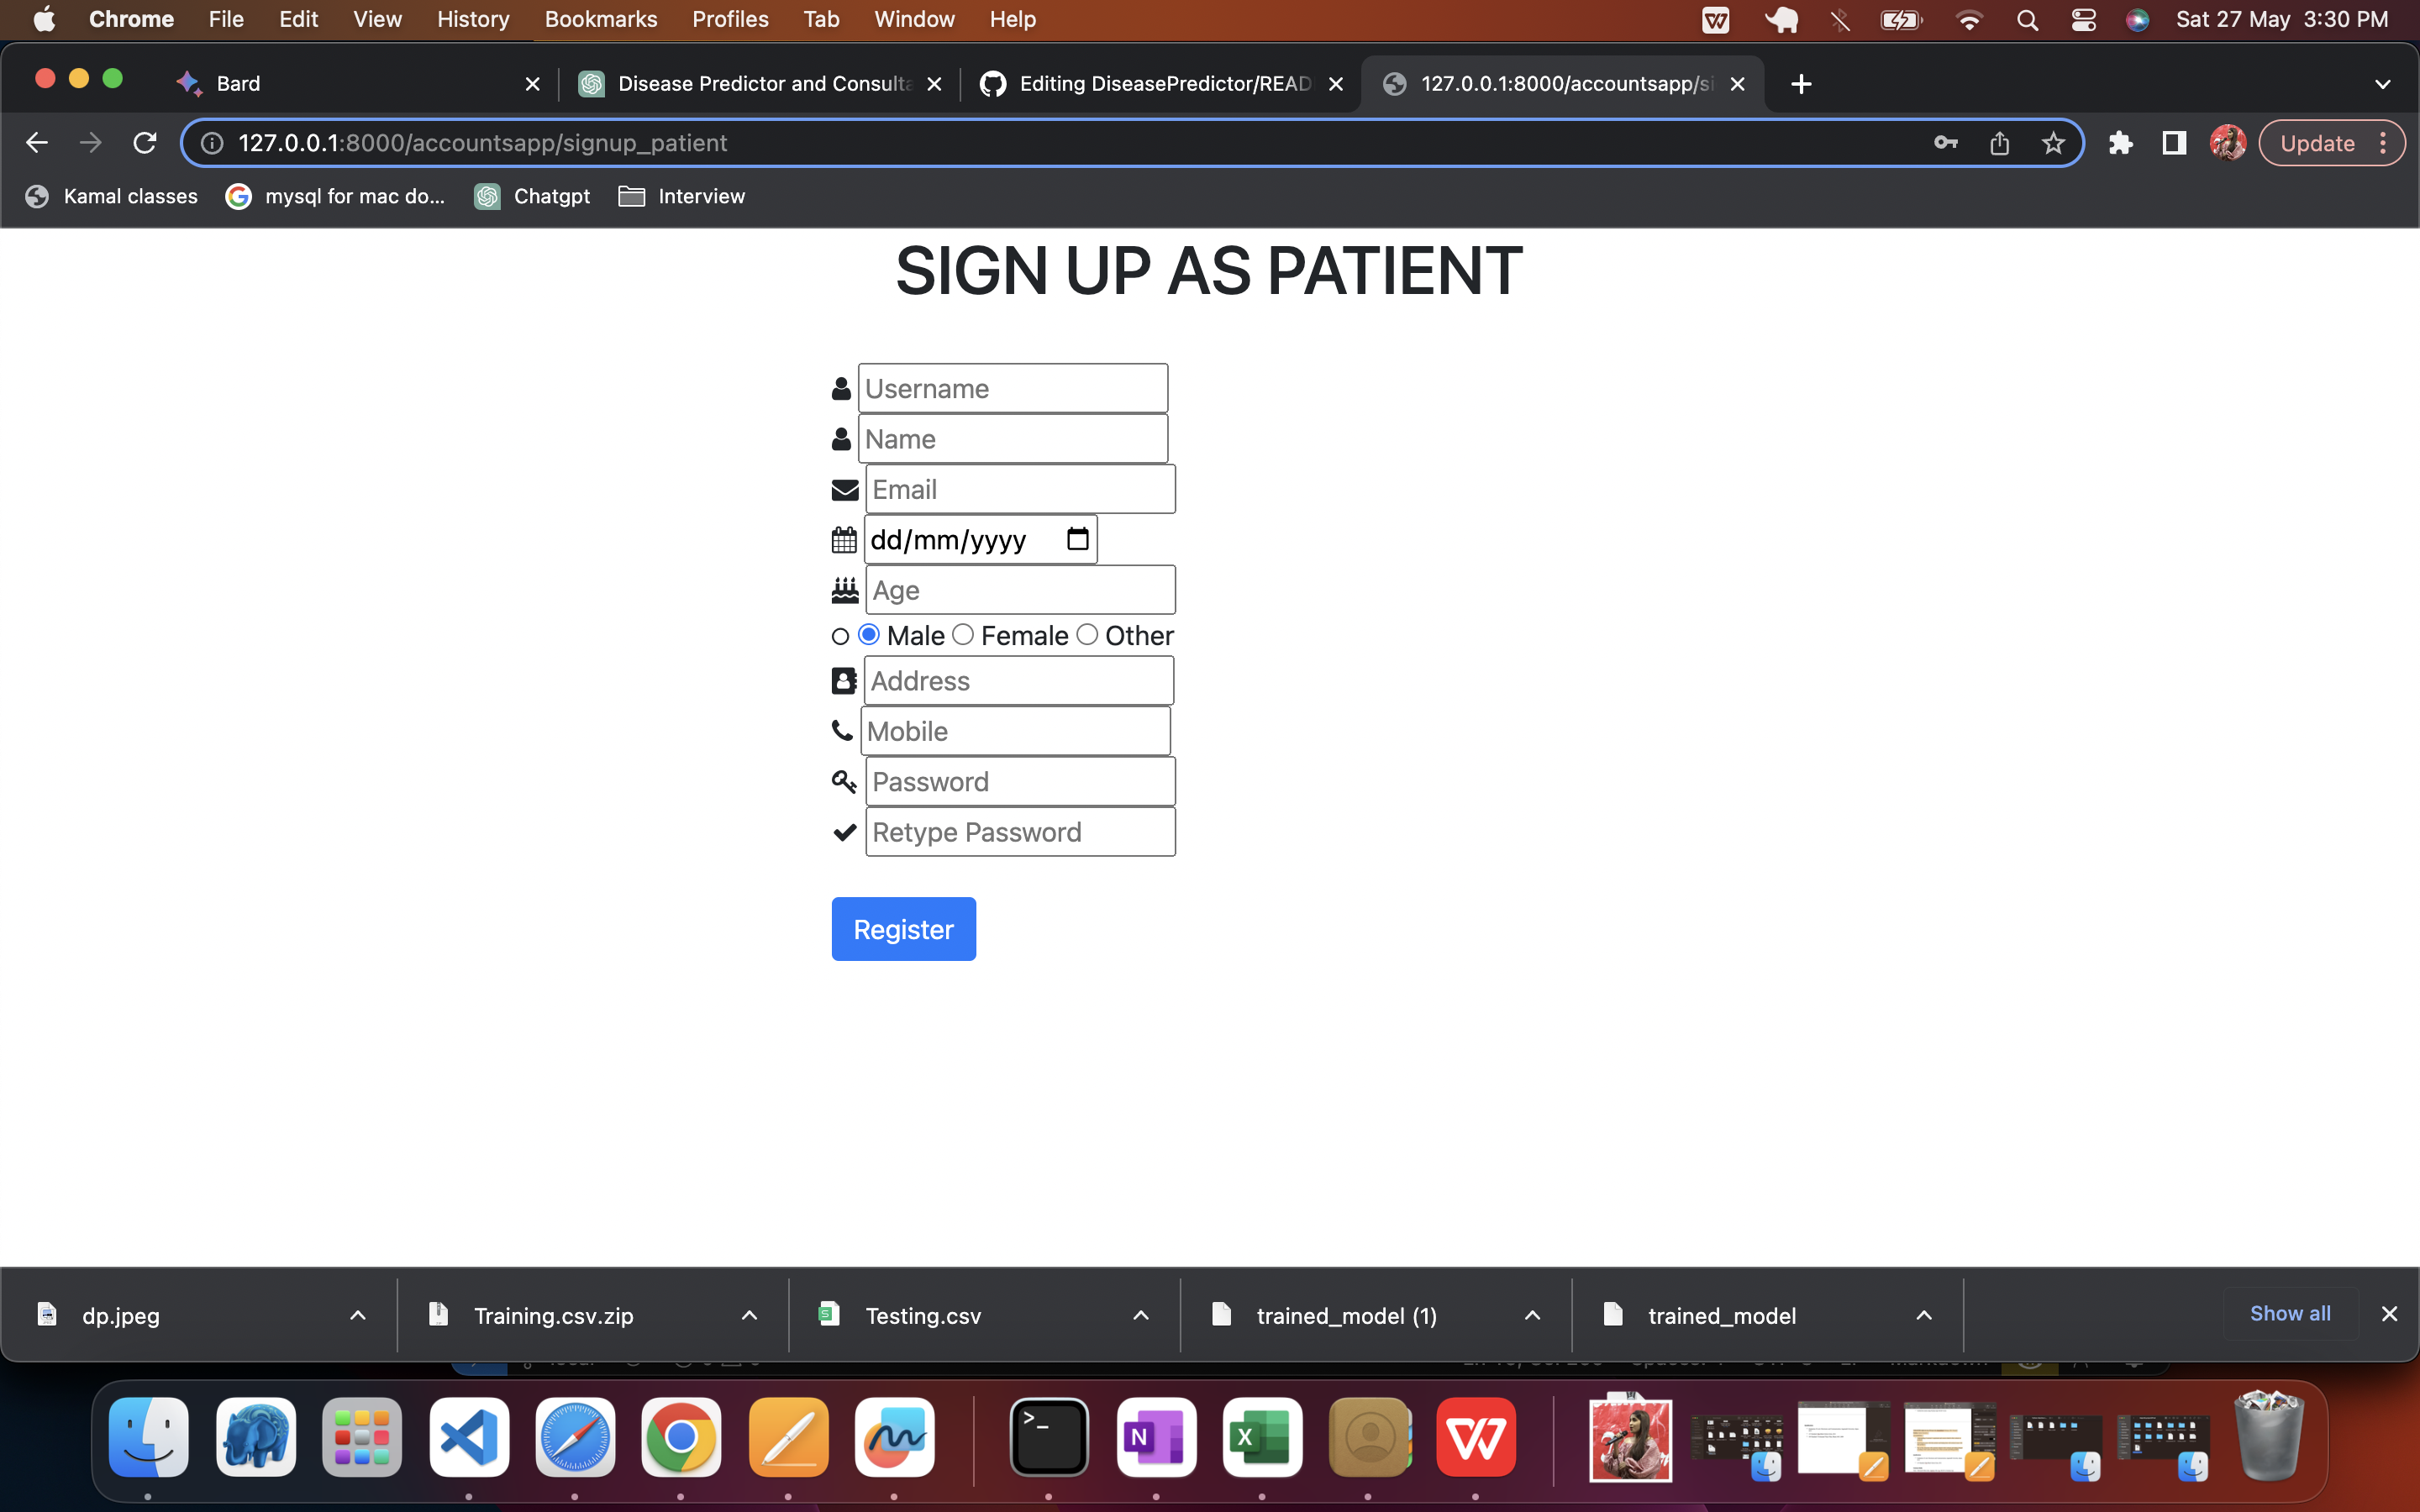 Chrome File Edit View History Bookmarks Profiles Tab Window Help Sat 27 May 3:30 PM
Bard Disease Predictor and Consulta Editing DiseasePredictor/READ 127.0.0.1:8000/accountsapp/si
127.0.0.1:8000/accountsapp/signup_patient Update
Kamal classes mysql for mac do... Chatgpt Interview
SIGN UP AS PATIENT
Username
Name
Email
dd/mm/yyyy
Age
Male Female Other
Address
Mobile
Password
Retype Password
Register
dp.jpeg Training.csv.zip Testing.csv trained_model (1) trained_model Show all